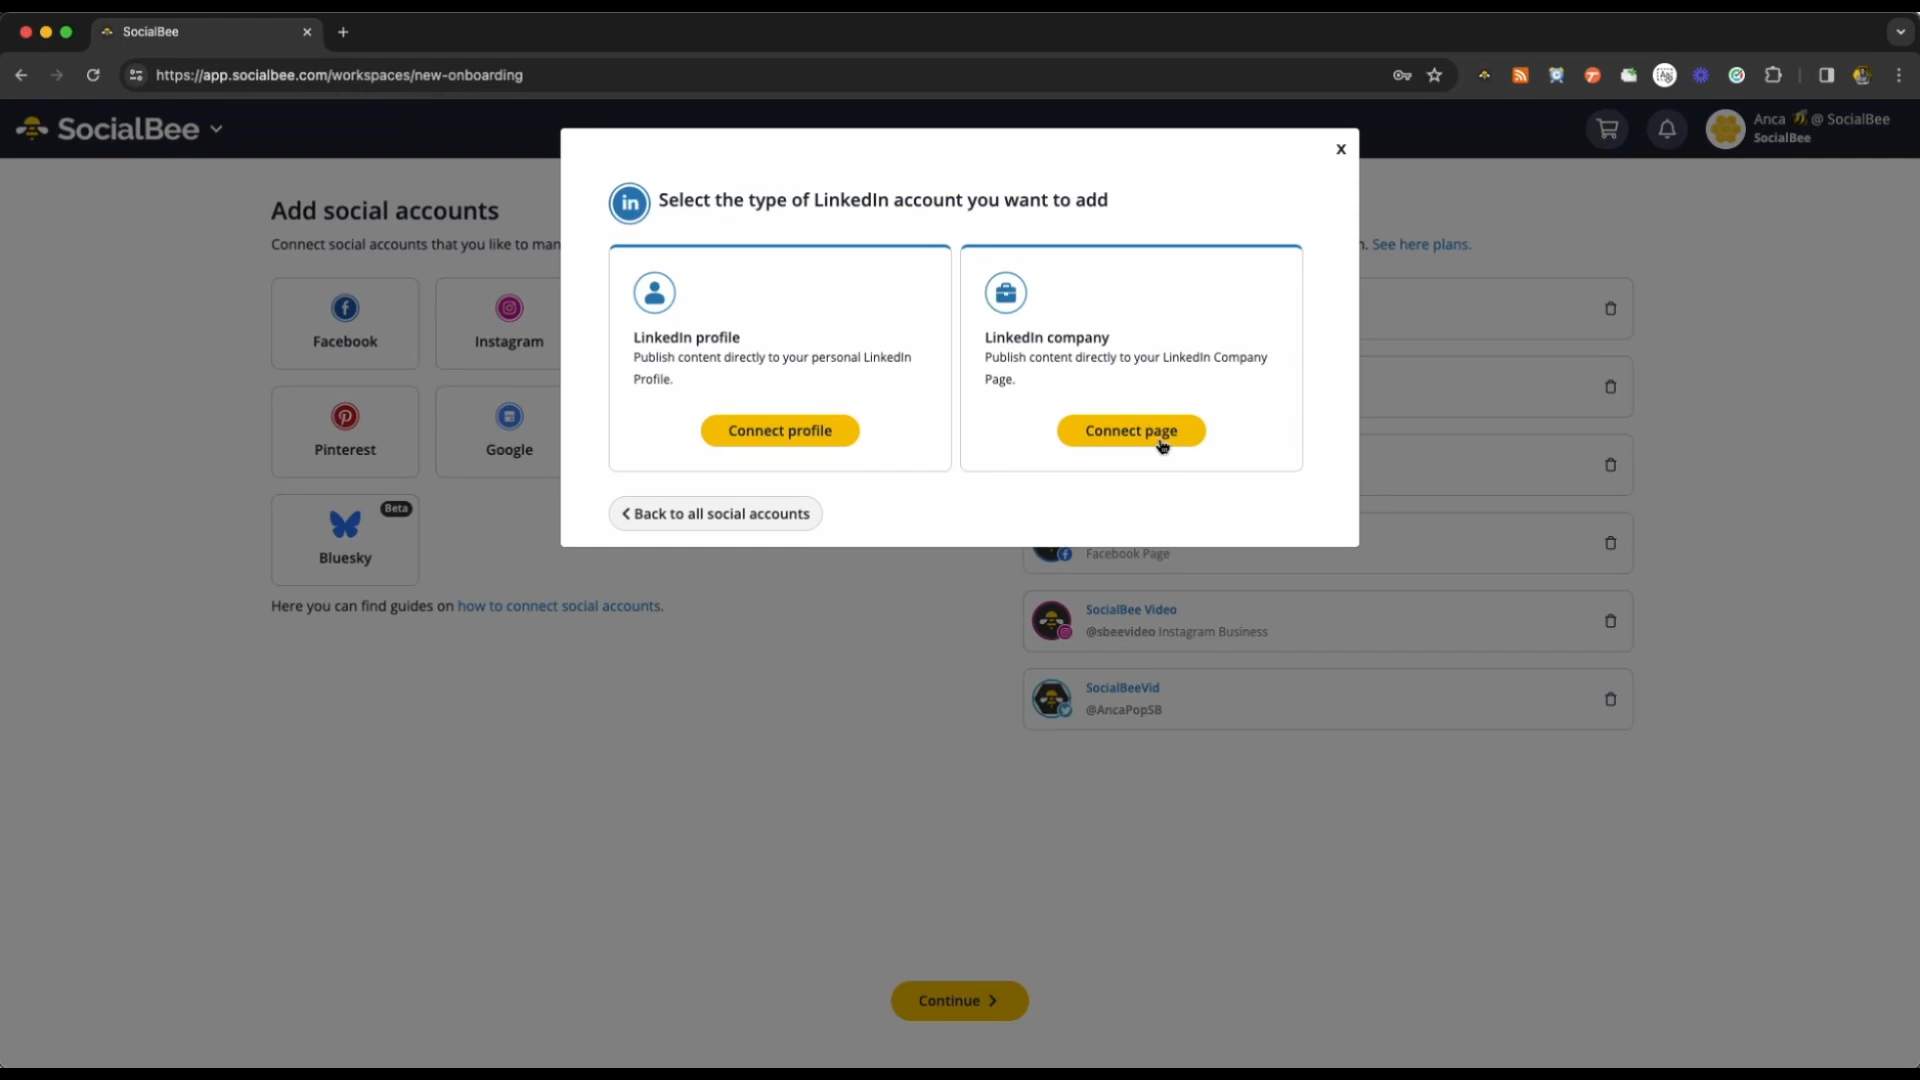 SocialBee
https://app.socialbee.com/workspaces/new-onboarding
SocialBee
Anca @ SocialBee
SocialBee
x
in Select the type of LinkedIn account you want to add
Add social accounts
Connect social accounts that you like to man
n. See here plans.
LinkedIn profile
Publish content directly to your personal LinkedIn
Profile.
Connect profile
LinkedIn company
Publish content directly to your LinkedIn Company
Page.
Connect page
Back to all social accounts
Facebook
Instagram
Pinterest
Google
Beta
Bluesky
Here you can find guides on how to connect social accounts.
Facebook Page
SocialBee Video
@sbeevideo Instagram Business
SocialBeeVid
@AncaPopSB
Continue